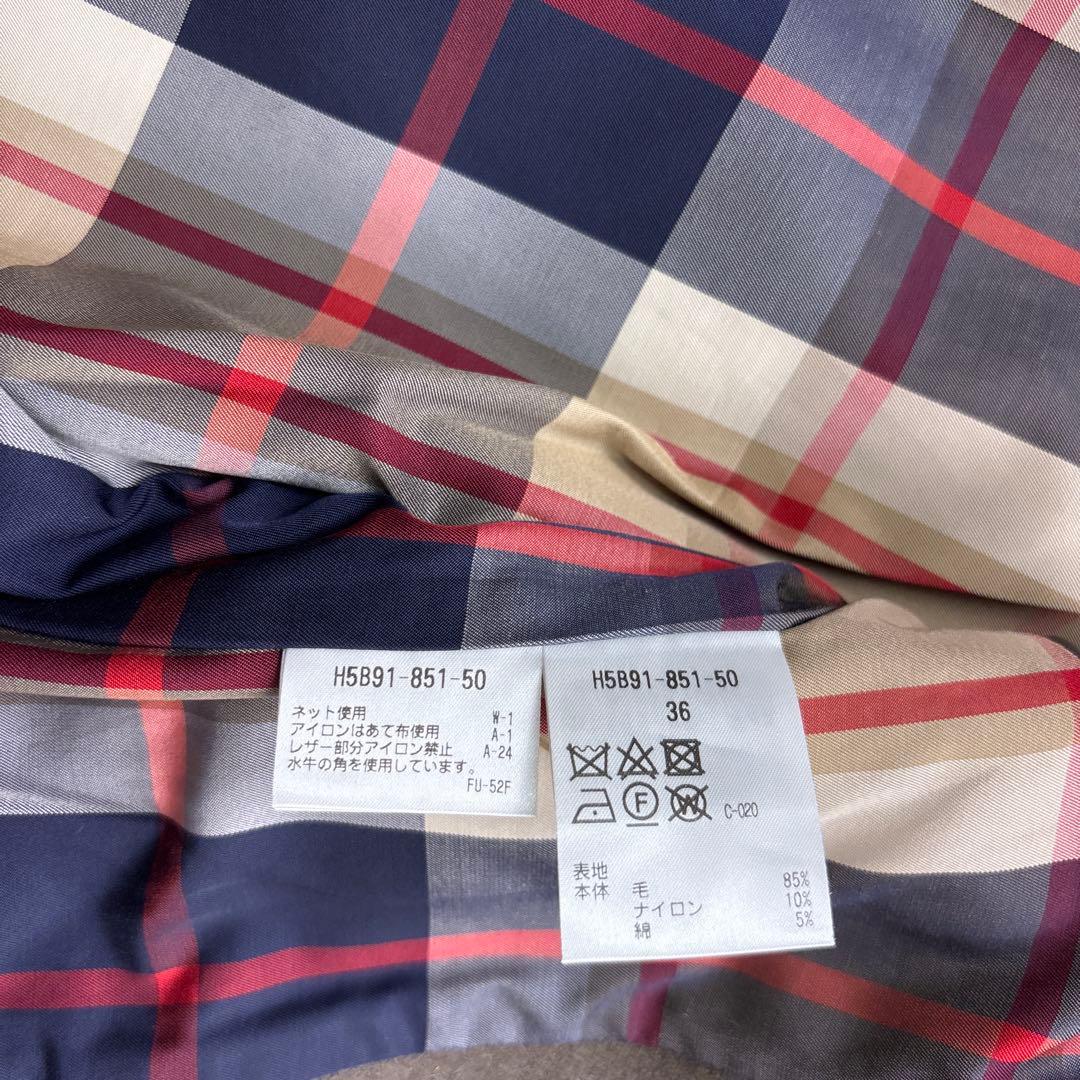 H5B91-851-50
ネット使用 W-1
アイロンはあて布使用 A-1
レザー部分アイロン禁止 A-24
水牛の角を使用しています。
FU-52F
H5B91-851-50
36
F W C-020
表地
本体 毛 85%
ナイロン 10%
綿 5%